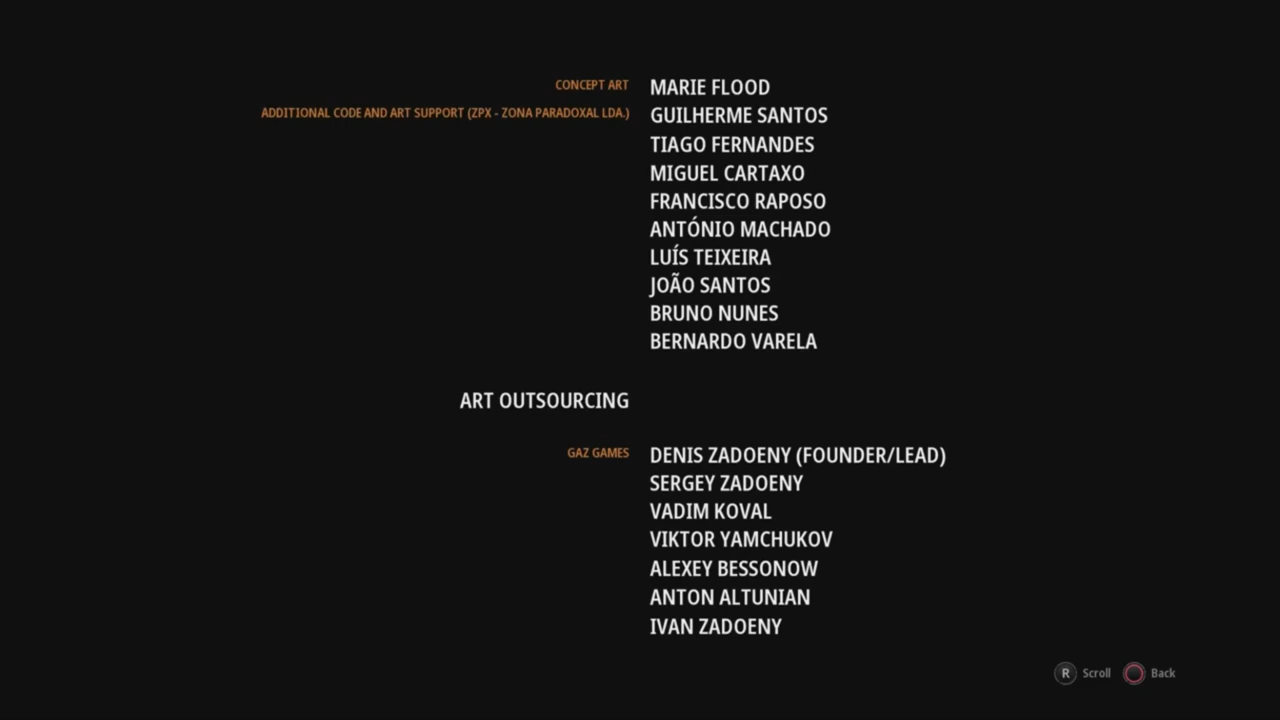 CONCEPT ART MARIE FLOOD
ADDITIONAL CODE AND ART SUPPORT (ZPX - ZONA PARADOXAL LDA.) GUILHERME SANTOS
TIAGO FERNANDES
MIGUEL CARTAXO
FRANCISCO RAPOSO
ANTÓNIO MACHADO
LUÍS TEIXEIRA
JOÃO SANTOS
BRUNO NUNES
BERNARDO VARELA
ART OUTSOURCING
GAZ GAMES DENIS ZADOENY (FOUNDER/LEAD)
SERGEY ZADOENY
VADIM KOVAL
VIKTOR YAMCHUKOV
ALEXEY BESSONOW
ANTON ALTUNIAN
IVAN ZADOENY
R Scroll Back